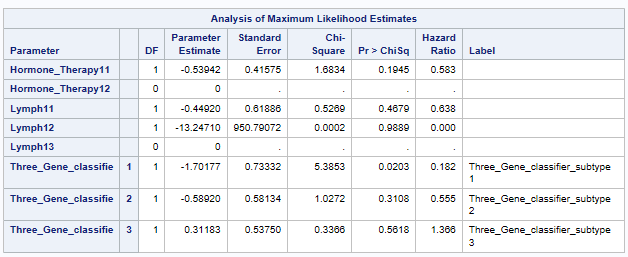 Analysis of Maximum Likelihood Estimates
Parameter DF Parameter Estimate Standard Error Chi-Square Pr > ChiSq Hazard Ratio Label
Hormone_Therapy11 1 -0.53942 0.41575 1.6834 0.1945 0.583
Hormone_Therapy12 0 0 . . . .
Lymph11 1 -0.44920 0.61886 0.5269 0.4679 0.638
Lymph12 1 -13.24710 950.79072 0.0002 0.9889 0.000
Lymph13 0 0 . . . .
Three_Gene_classifie 1 1 -1.70177 0.73332 5.3853 0.0203 0.182 Three_Gene_classifier_subtype 1
Three_Gene_classifie 2 1 -0.58920 0.58134 1.0272 0.3108 0.555 Three_Gene_classifier_subtype 2
Three_Gene_classifie 3 1 0.31183 0.53750 0.3366 0.5618 1.366 Three_Gene_classifier_subtype 3